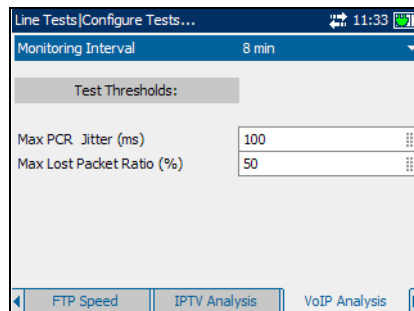 Line Tests|Configure Tests... 11:33
Monitoring Interval 8 min
Test Thresholds:
Max PCR Jitter (ms) 100
Max Lost Packet Ratio (%) 50
FTP Speed IPTV Analysis VoIP Analysis